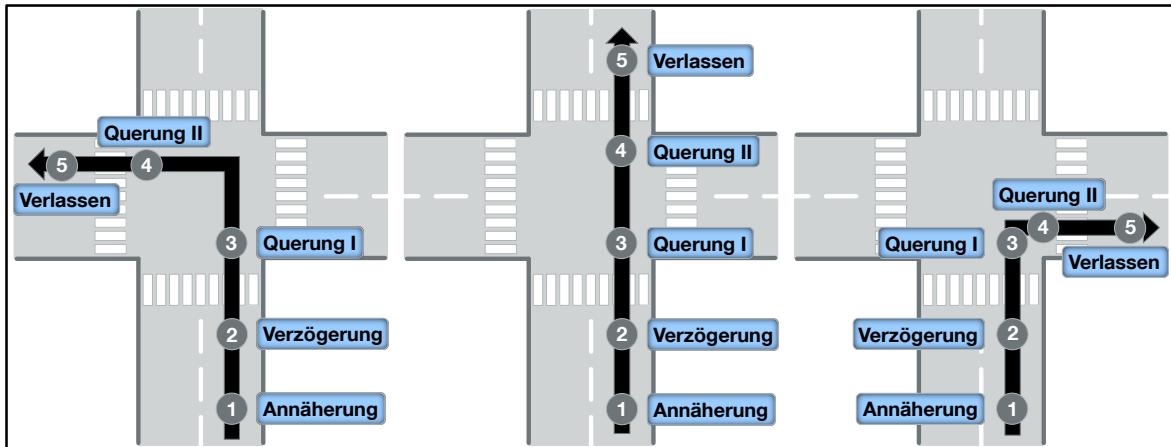 Querung II
5
4
Verlassen
3
Querung I
2
Verzögerung
1
Annäherung
5
Verlassen
4
Querung II
3
Querung I
2
Verzögerung
1
Annäherung
Querung II
Querung I
3
4
5
Verlassen
Verzögerung
2
Annäherung
1